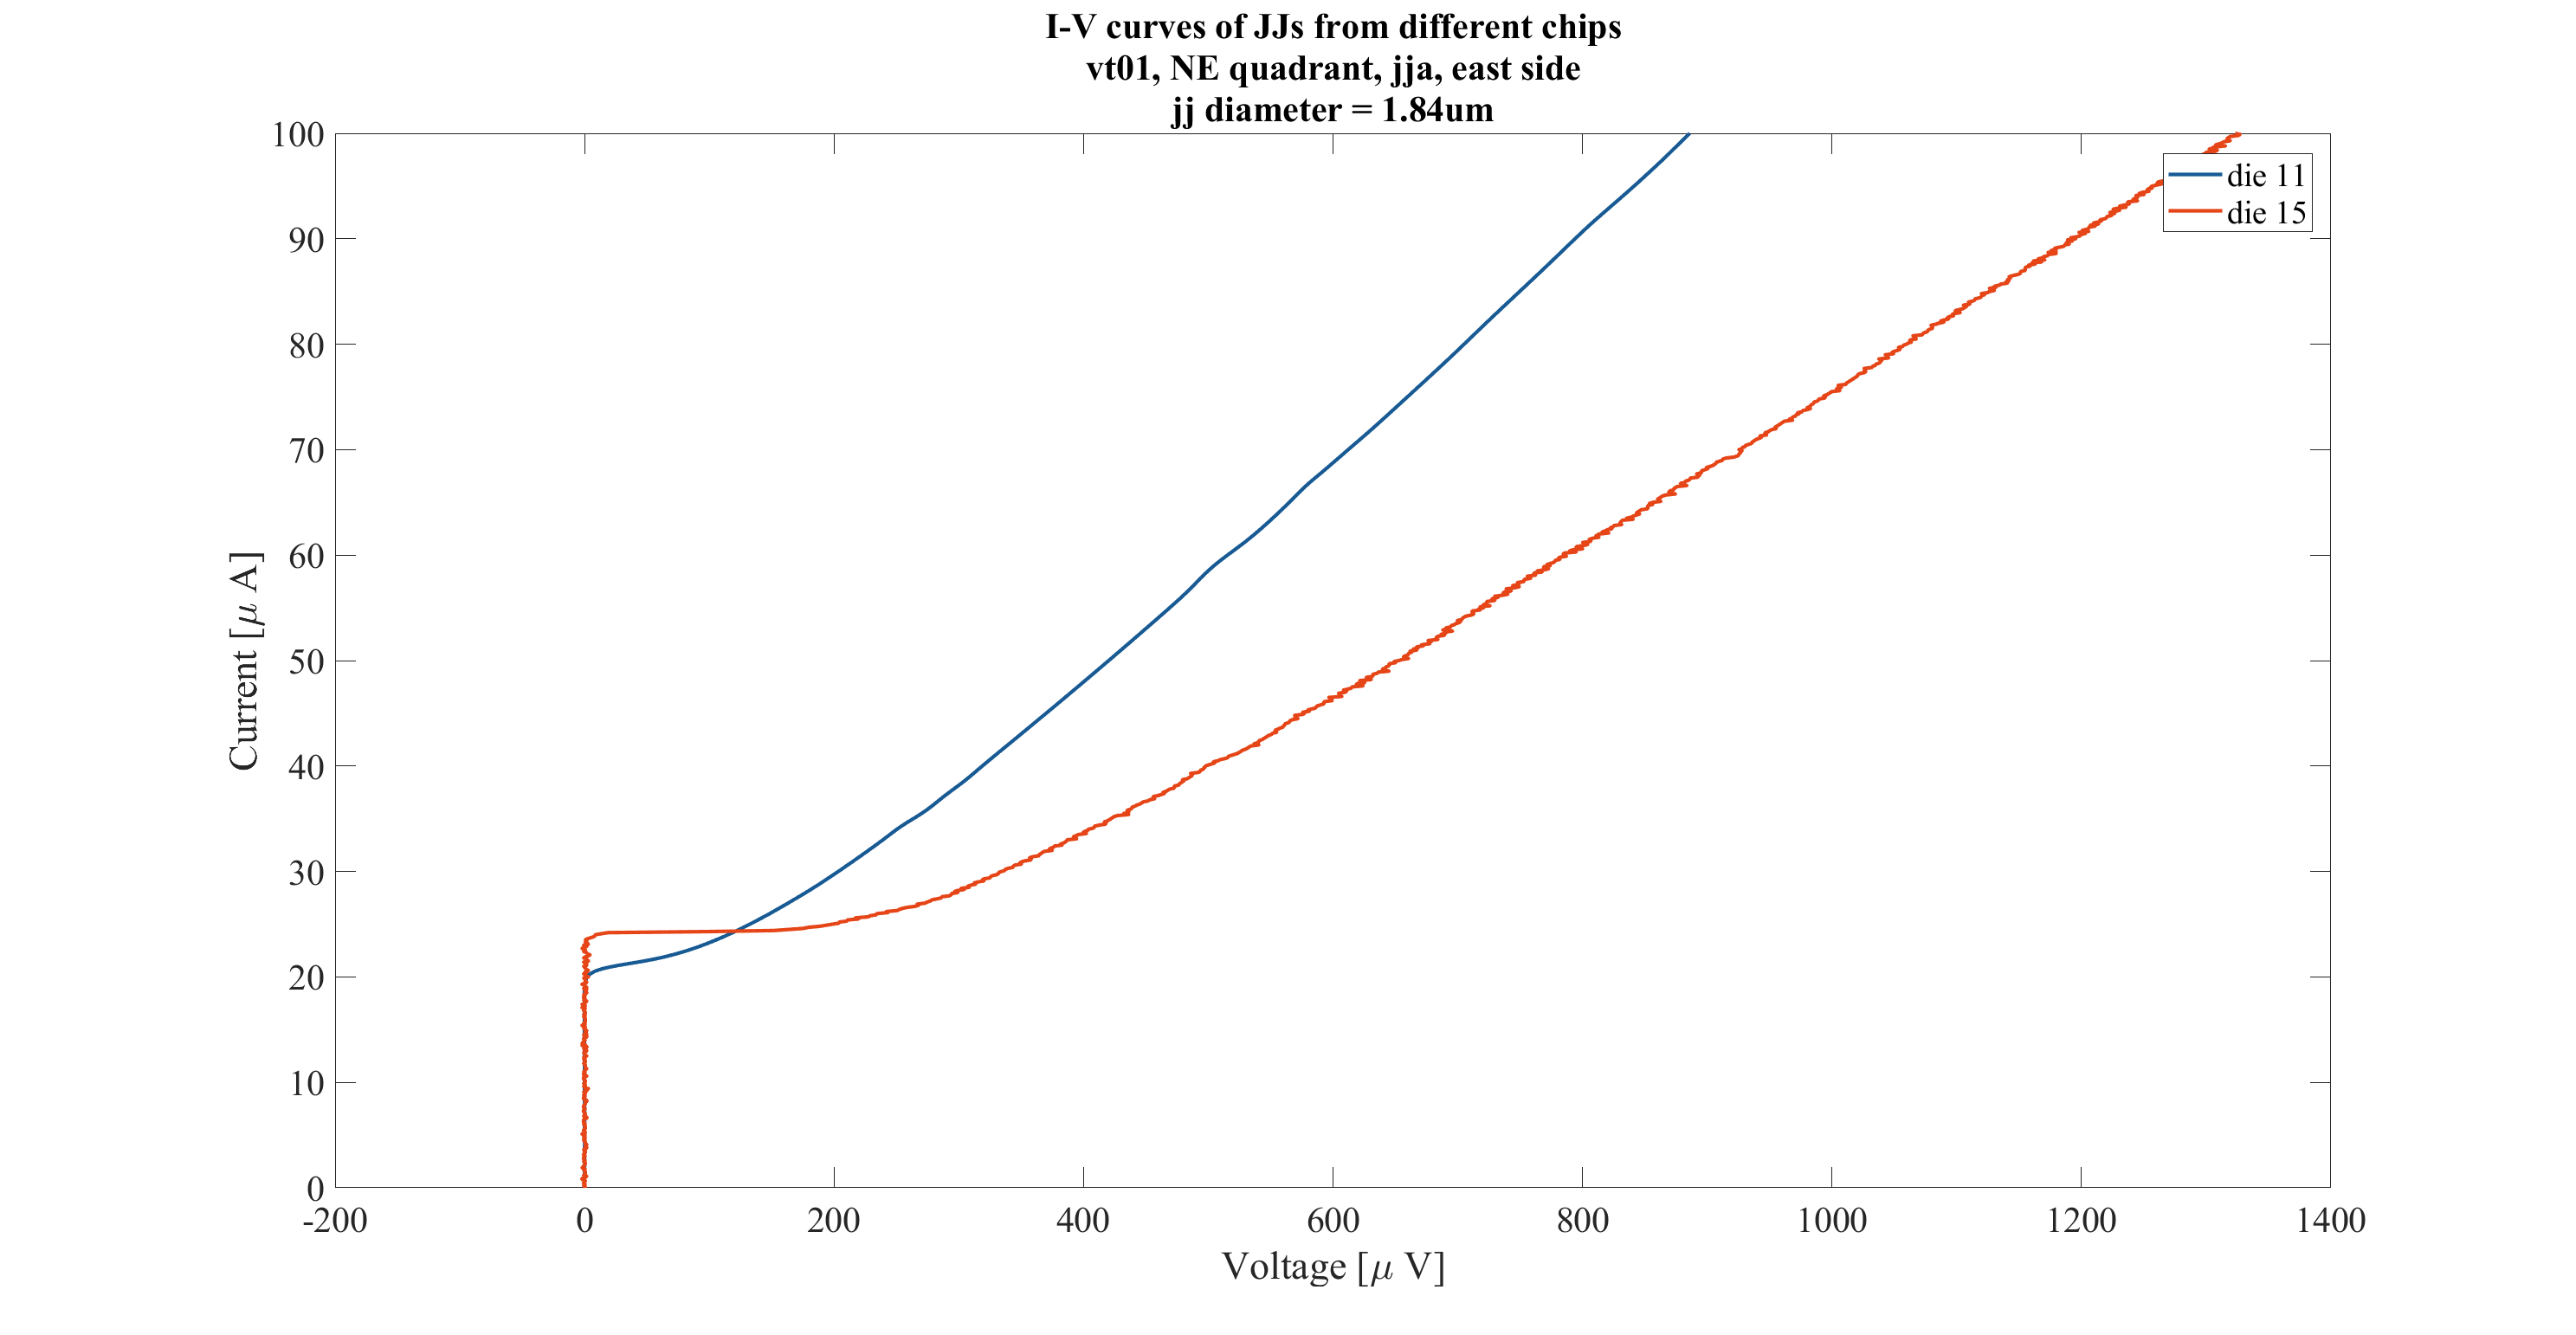 I-V curves of JJs from different chips
vt01, NE quadrant, jja, east side
jj diameter = 1.84um
100
90
80
70
60
50
40
30
20
10
0
Current [μ A]
die 11
die 15
-200 0 200 400 600 800 1000 1200 1400
Voltage [μ V]